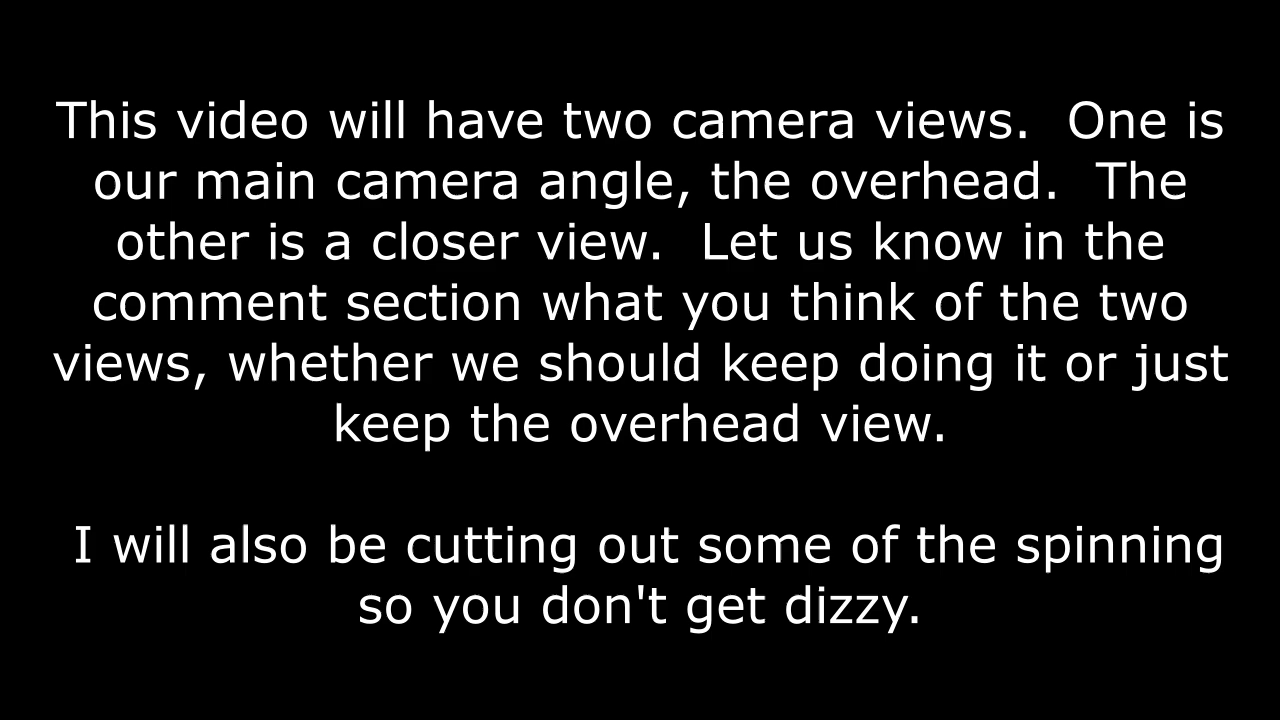 This video will have two camera views.  One is
our main camera angle, the overhead.  The
other is a closer view.  Let us know in the
comment section what you think of the two
views, whether we should keep doing it or just
keep the overhead view.
I will also be cutting out some of the spinning
so you don't get dizzy.